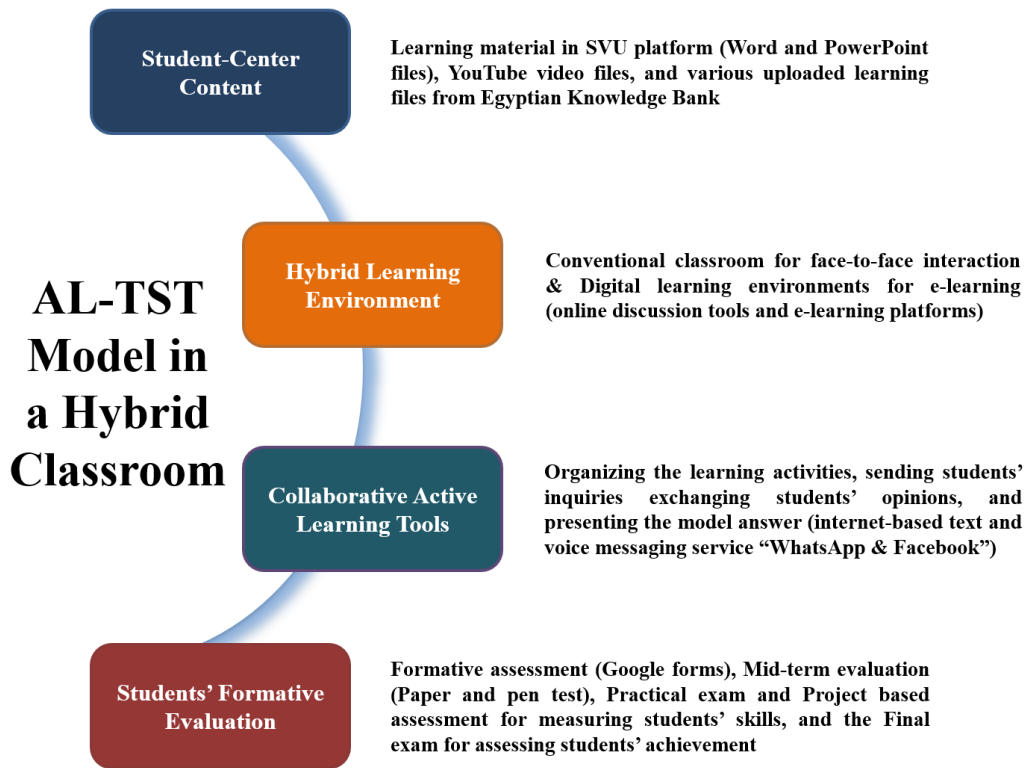 Student-Center
Content
Learning material in SVU platform (Word and PowerPoint
files), YouTube video files, and various uploaded learning
files from Egyptian Knowledge Bank
Hybrid Learning
Environment
Conventional classroom for face-to-face interaction
& Digital learning environments for e-learning
(online discussion tools and e-learning platforms)
AL-TST
Model in
a Hybrid
Classroom
Collaborative Active
Learning Tools
Organizing the learning activities, sending students’
inquiries exchanging students’ opinions, and
presenting the model answer (internet-based text and
voice messaging service “WhatsApp & Facebook”)
Students’ Formative
Evaluation
Formative assessment (Google forms), Mid-term evaluation
(Paper and pen test), Practical exam and Project based
assessment for measuring students’ skills, and the Final
exam for assessing students’ achievement